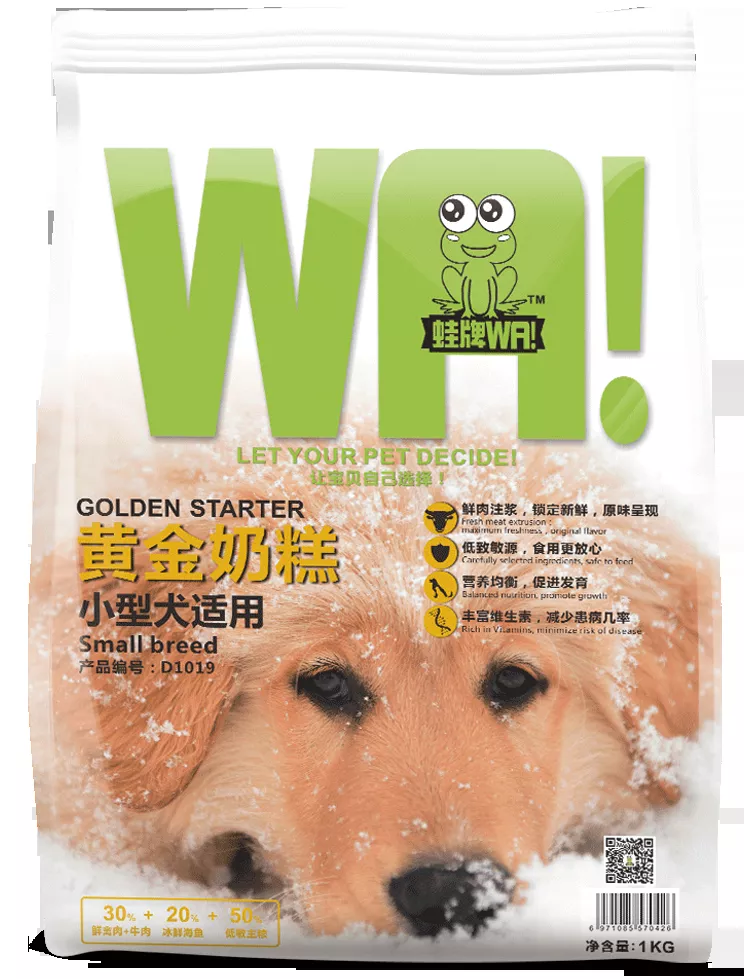 WA!
TM
蛙牌WA!
LET YOUR PET DECIDE!
让宝贝自己选择！
GOLDEN STARTER
黄金奶糕
小型犬适用
Small breed
产品编号：D1019
鲜肉注浆，锁定新鲜，原味呈现
Fresh meat extrusion：
maximum freshness，original flavor
低致敏源，食用更放心
Carefully selected ingredients, safe to feed
营养均衡，促进发育
Balanced nutrition, promote growth
丰富维生素，减少患病几率
Rich in Vitamins, minimize risk of disease
30% + 20% + 50%
鲜禽肉+牛肉 冰鲜海鱼 低敏主粮
6 971085 570426
净含量：1KG